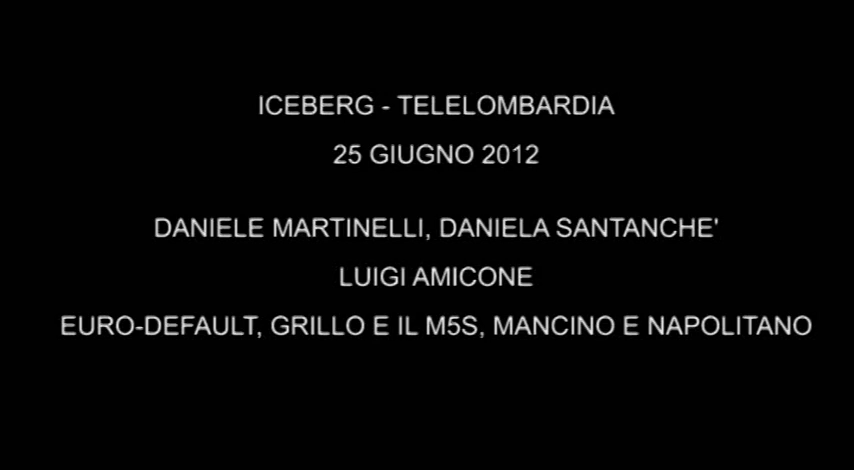 ICEBERG - TELELOMBARDIA
25 GIUGNO 2012
DANIELE MARTINELLI, DANIELA SANTANCHE'
LUIGI AMICONE
EURO-DEFAULT, GRILLO E IL M5S, MANCINO E NAPOLITANO